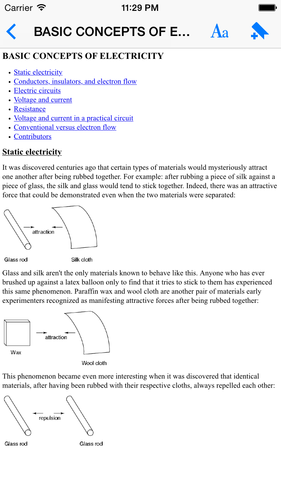 Carrier 11:29 PM
BASIC CONCEPTS OF E...
Aa
BASIC CONCEPTS OF ELECTRICITY
• Static electricity
• Conductors, insulators, and electron flow
• Electric circuits
• Voltage and current
• Resistance
• Voltage and current in a practical circuit
• Conventional versus electron flow
• Contributors
Static electricity
It was discovered centuries ago that certain types of materials would mysteriously attract
one another after being rubbed together. For example: after rubbing a piece of silk against a
piece of glass, the silk and glass would tend to stick together. Indeed, there was an attractive
force that could be demonstrated even when the two materials were separated:
attraction
Glass rod Silk cloth
Glass and silk aren't the only materials known to behave like this. Anyone who has ever
brushed up against a latex balloon only to find that it tries to stick to them has experienced
this same phenomenon. Paraffin wax and wool cloth are another pair of materials early
experimenters recognized as manifesting attractive forces after being rubbed together:
attraction
Wax
Wool cloth
This phenomenon became even more interesting when it was discovered that identical
materials, after having been rubbed with their respective cloths, always repelled each other:
repulsion
Glass rod Glass rod